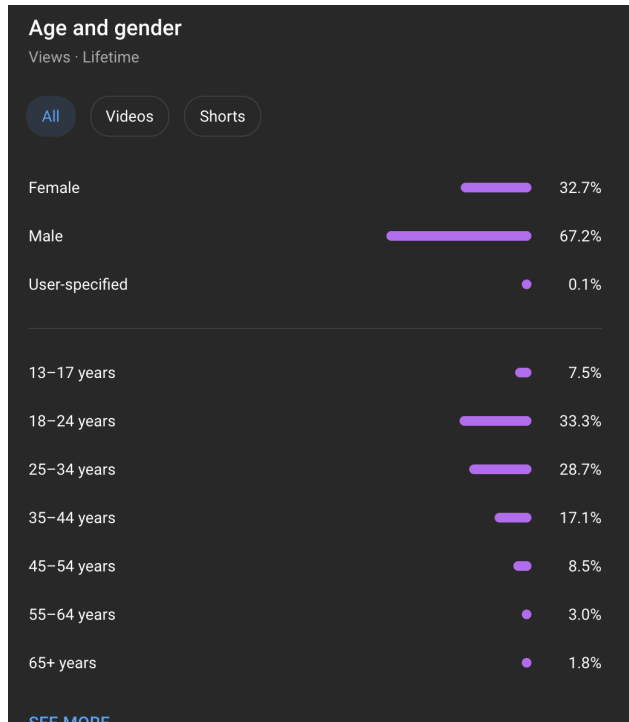 Age and gender
Views · Lifetime
All Videos Shorts
Female 32.7%
Male 67.2%
User-specified 0.1%
13–17 years 7.5%
18–24 years 33.3%
25–34 years 28.7%
35–44 years 17.1%
45–54 years 8.5%
55–64 years 3.0%
65+ years 1.8%
SEE MORE